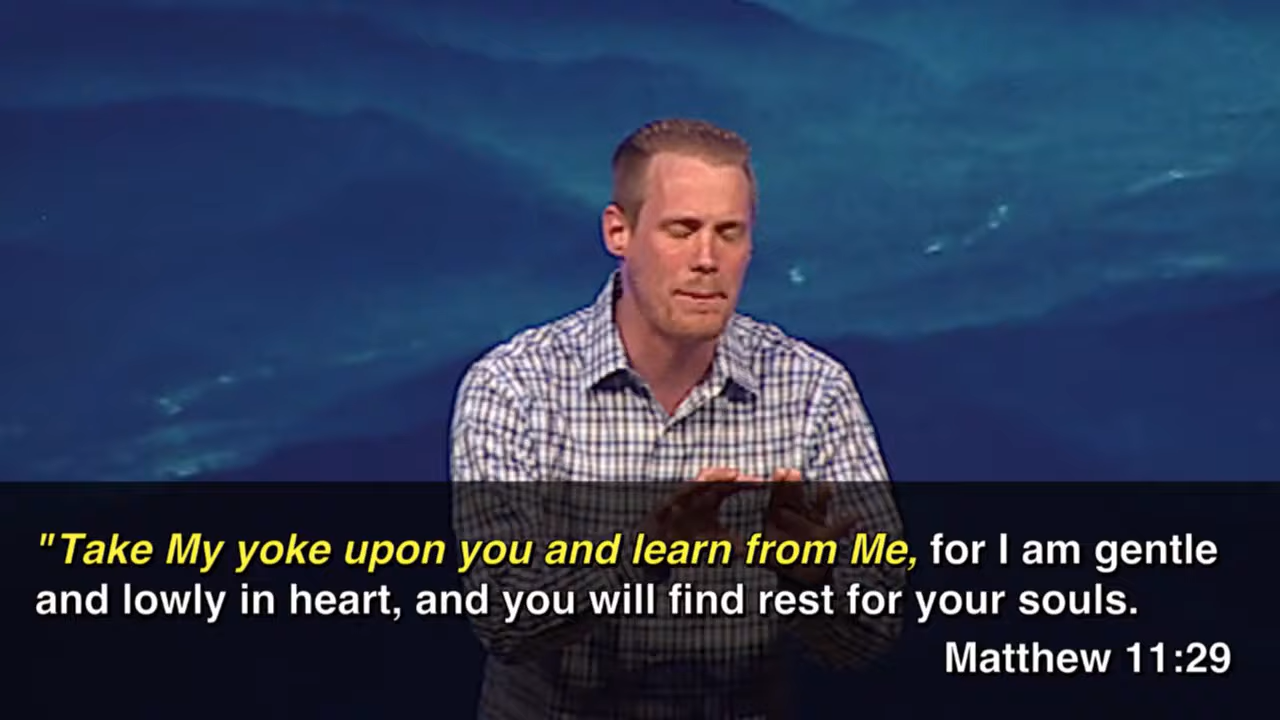 "Take My yoke upon you and learn from Me, for I am gentle
and lowly in heart, and you will find rest for your souls.
Matthew 11:29